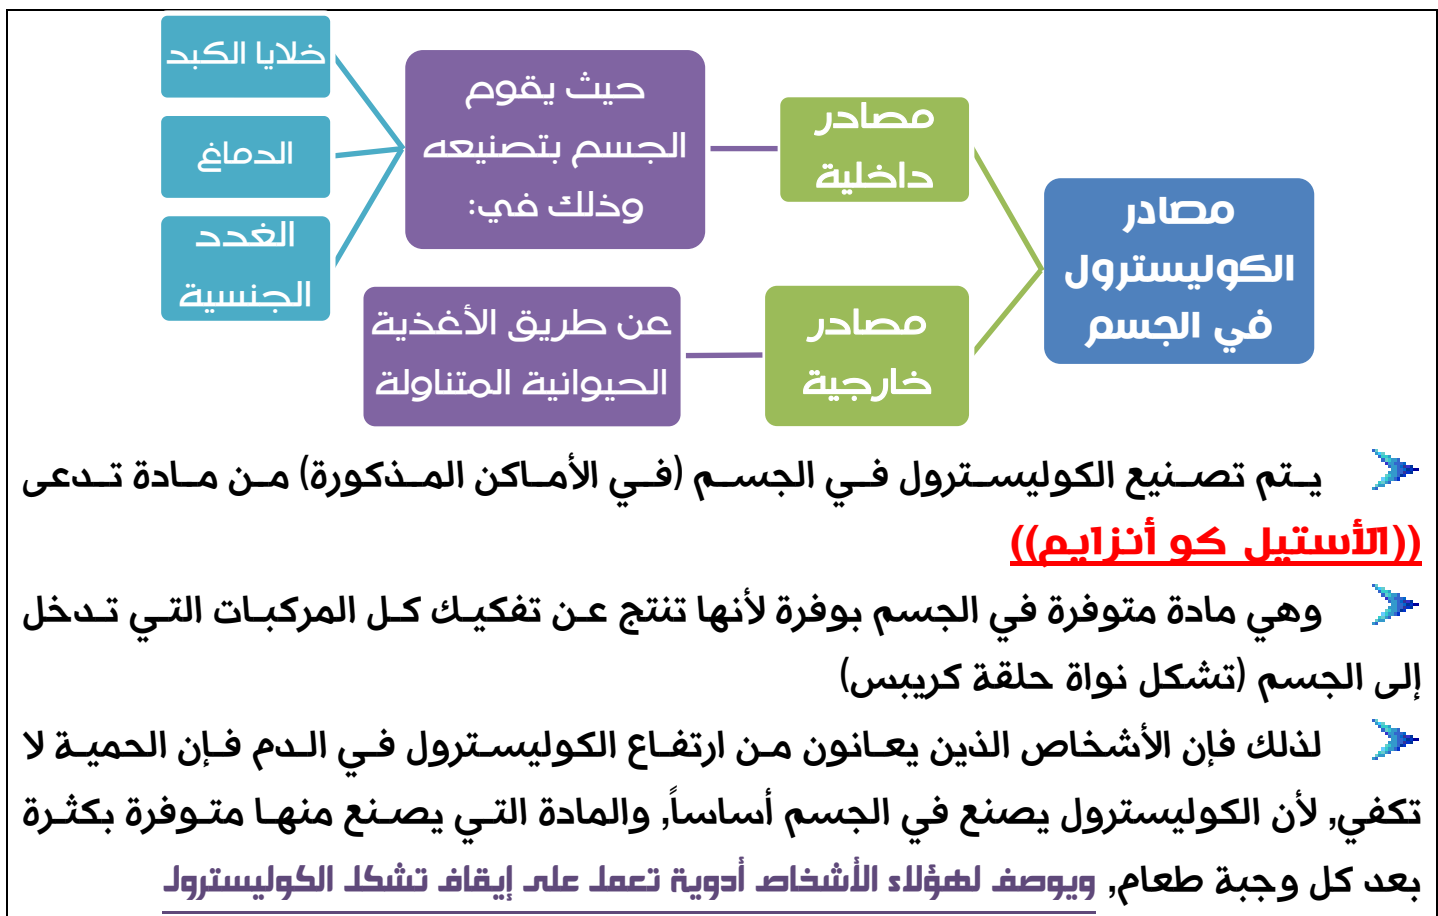 مصادر
الكوليسترول
في الجسم
مصادر
داخلية
حيث يقوم
الجسم بتصنيعه
وذلك في:
خلايا الكبد
الدماغ
الغدد
الجنسية
مصادر
خارجية
عن طريق الأغذية
الحيوانية المتناولة
يتم تصنيع الكوليسترول في الجسم (في الأماكن المذكورة) من مادة تدعى
((الأستيل كو أنزايم))
وهي مادة متوفرة في الجسم بوفرة لأنها تنتج عن تفكيك كل المركبات التي تدخل
إلى الجسم (تشكل نواة حلقة كريبس)
لذلك فإن الأشخاص الذين يعانون من ارتفاع الكوليسترول في الدم فإن الحمية لا
تكفي, لأن الكوليسترول يصنع في الجسم أساساً, والمادة التي يصنع منها متوفرة بكثرة
بعد كل وجبة طعام, ويوصف لهؤلاء الأشخاص أدوية تعمل على إيقاف تشكل الكوليسترول